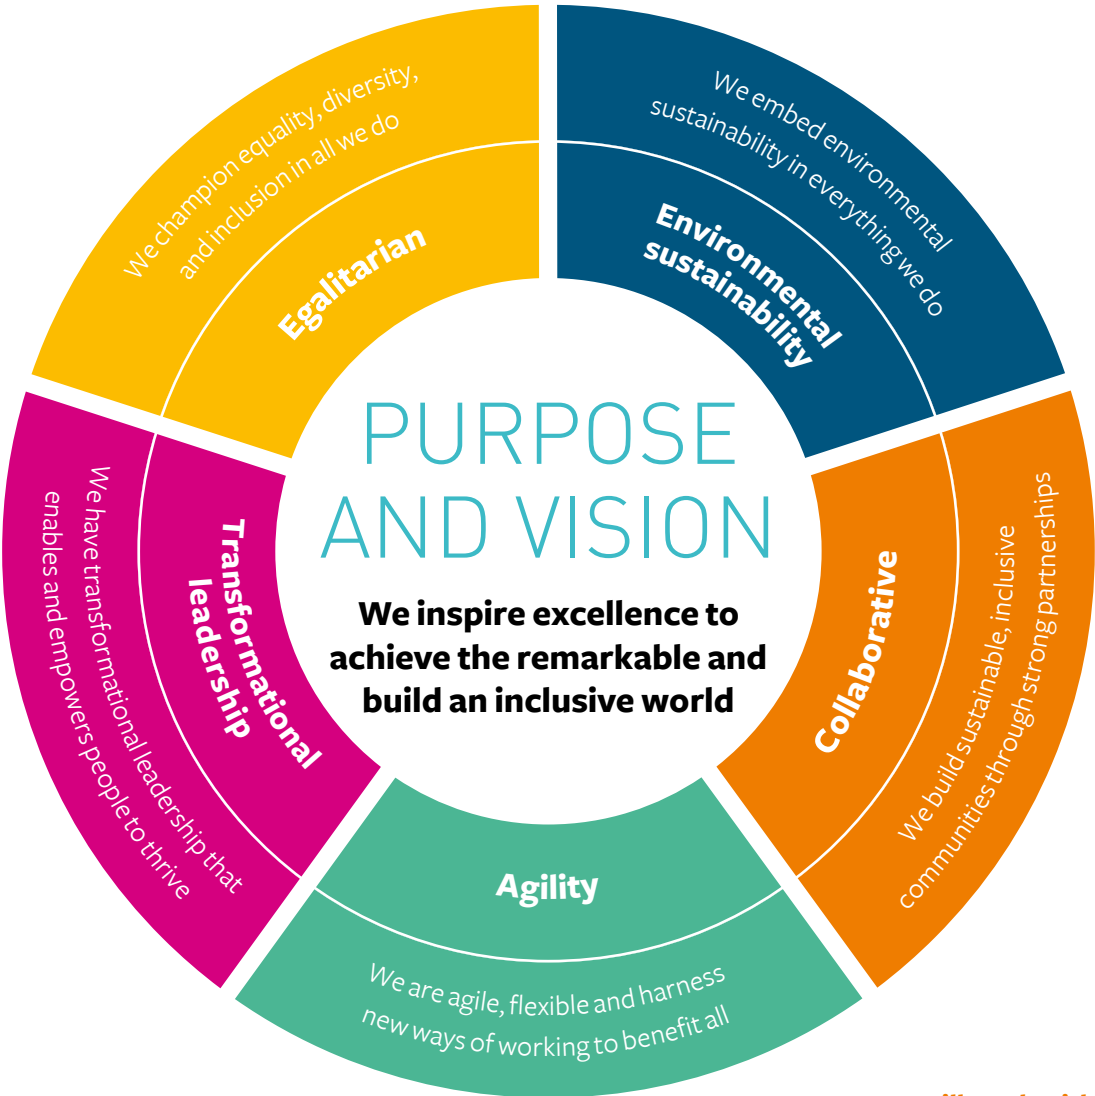 We champion equality, diversity,
and inclusion in all we do
Egalitarian
We embed environmental
sustainability in everything we do
Environmental
sustainability
PURPOSE
AND VISION
We inspire excellence to
achieve the remarkable and
build an inclusive world
Transformational
leadership
We have transformational leadership that
enables and empowers people to thrive
Collaborative
We build sustainable, inclusive
communities through strong partnerships
Agility
We are agile, flexible and harness
new ways of working to benefit all